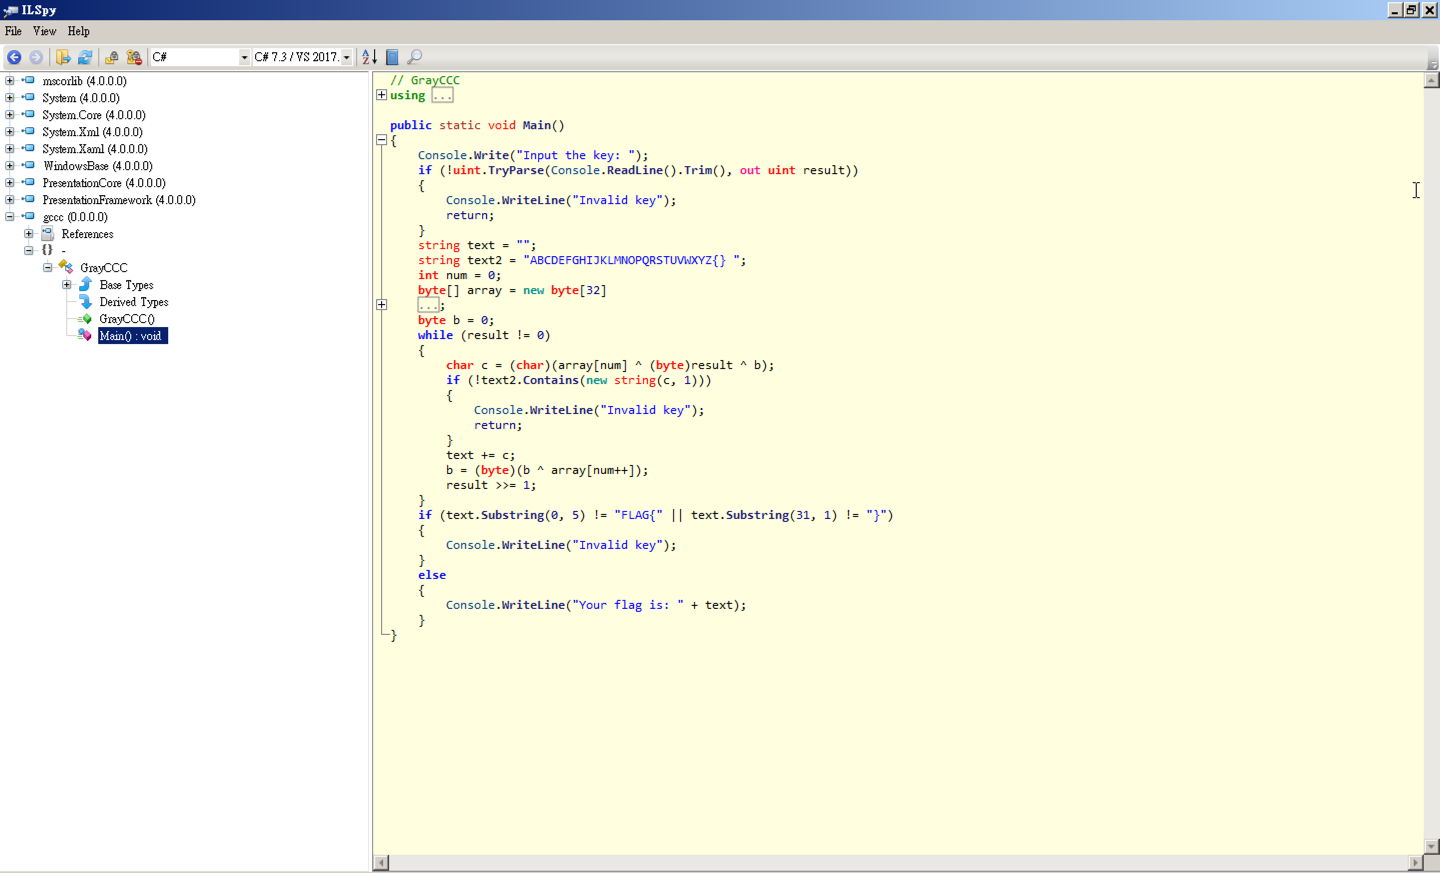 ILSpy
File View Help
C# C# 7.3 / VS 2017.
mscorlib (4.0.0.0)
System (4.0.0.0)
System.Core (4.0.0.0)
System.Xml (4.0.0.0)
System.Xaml (4.0.0.0)
WindowsBase (4.0.0.0)
PresentationCore (4.0.0.0)
PresentationFramework (4.0.0.0)
gccc (0.0.0.0)
References
{} -
GrayCCC
Base Types
Derived Types
GrayCCC()
Main() : void
// GrayCCC
using ...
public static void Main()
{
Console.Write("Input the key: ");
if (!uint.TryParse(Console.ReadLine().Trim(), out uint result))
{
Console.WriteLine("Invalid key");
return;
}
string text = "";
string text2 = "ABCDEFGHIJKLMNOPQRSTUVWXYZ{} ";
int num = 0;
byte[] array = new byte[32]
...;
byte b = 0;
while (result != 0)
{
char c = (char)(array[num] ^ (byte)result ^ b);
if (!text2.Contains(new string(c, 1)))
{
Console.WriteLine("Invalid key");
return;
}
text += c;
b = (byte)(b ^ array[num++]);
result >>= 1;
}
if (text.Substring(0, 5) != "FLAG{" || text.Substring(31, 1) != "}")
{
Console.WriteLine("Invalid key");
}
else
{
Console.WriteLine("Your flag is: " + text);
}
}